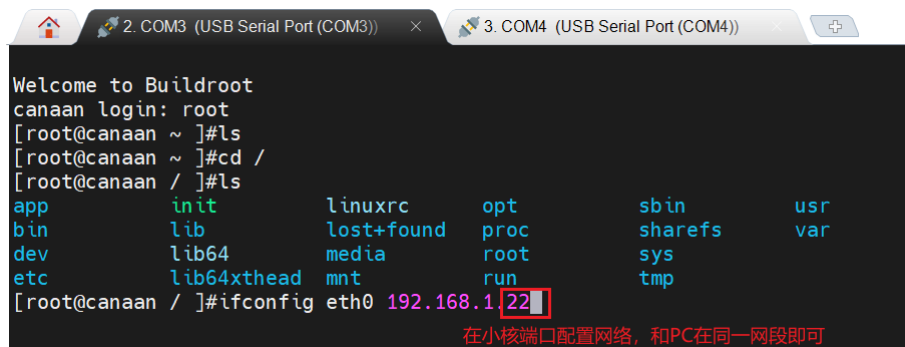 2. COM3 (USB Serial Port (COM3)) 3. COM4 (USB Serial Port (COM4))
Welcome to Buildroot
canaan login: root
[root@canaan ~ ]#ls
[root@canaan ~ ]#cd /
[root@canaan / ]#ls
app init linuxrc opt sbin usr
bin lib lost+found proc sharefs var
dev lib64 media root sys
etc lib64xthead mnt run tmp
[root@canaan / ]#ifconfig eth0 192.168.1.22
在小核端口配置网络，和PC在同一网段即可